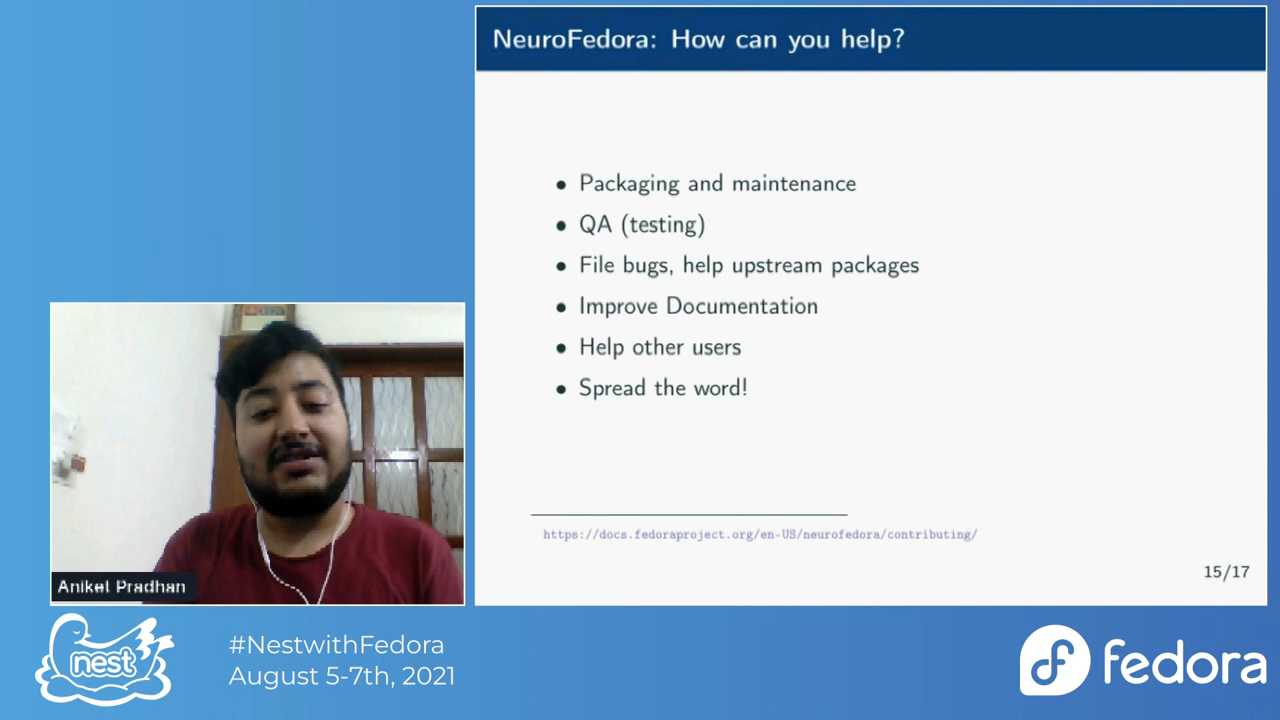 NeuroFedora: How can you help?
• Packaging and maintenance
• QA (testing)
• File bugs, help upstream packages
• Improve Documentation
• Help other users
• Spread the word!
https://docs.fedoraproject.org/en-US/neurofedora/contributing/
15/17
Aniket Pradhan
nest
#NestwithFedora
August 5-7th, 2021
fedora